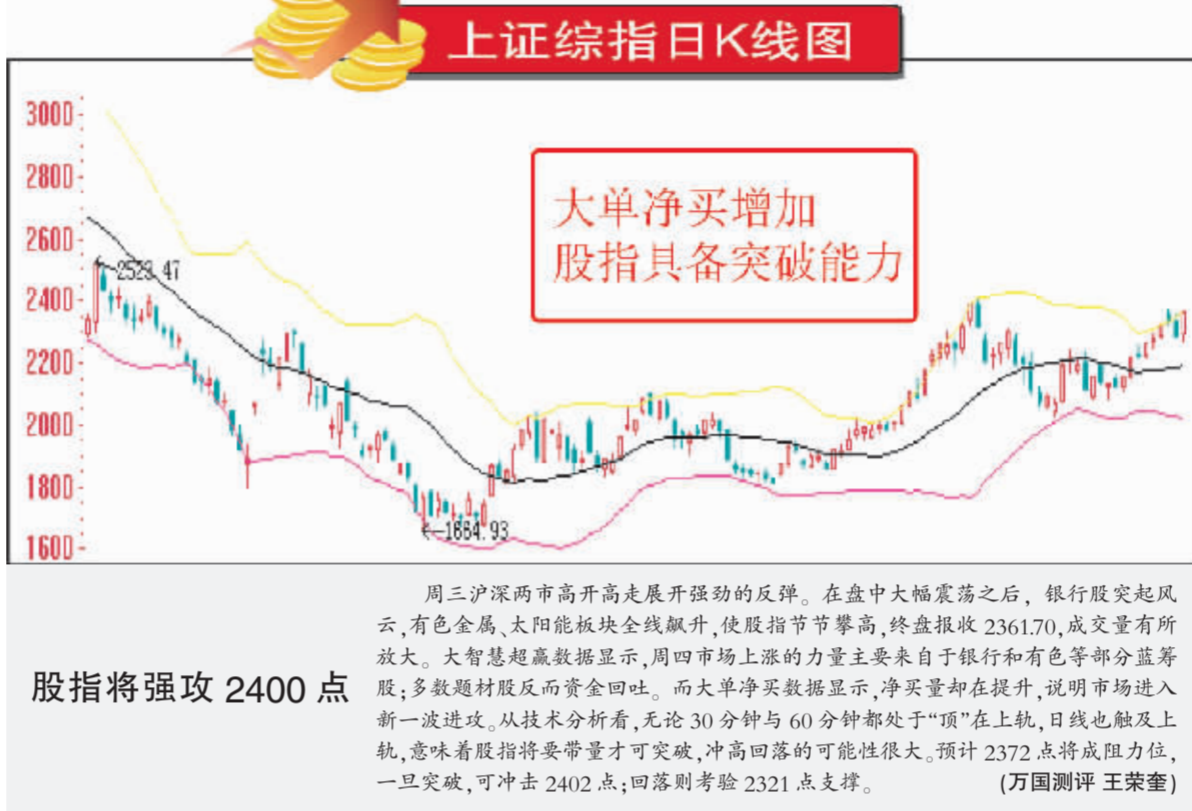 上证综指日K线图
3000
2800
2600
2400
2200
2000
1800
1600
2523.47
1664.93
大单净买增加
股指具备突破能力
股指将强攻 2400 点
周三沪深两市高开高走展开强劲的反弹。在盘中大幅震荡之后，银行股突起风
云，有色金属、太阳能板块全线飙升，使股指节节攀高，终盘报收 2361.70，成交量有所
放大。大智慧超赢数据显示，周四市场上涨的力量主要来自于银行和有色等部分蓝筹
股；多数题材股反而资金回吐。而大单净买数据显示，净买量却在提升，说明市场进入
新一波进攻。从技术分析看，无论 30 分钟与 60 分钟都处于“顶”在上轨，日线也触及上
轨，意味着股指将要带量才可突破，冲高回落的可能性很大。预计 2372 点将成阻力位，
一旦突破，可冲击 2402 点；回落则考验 2321 点支撑。 (万国测评 王荣奎)